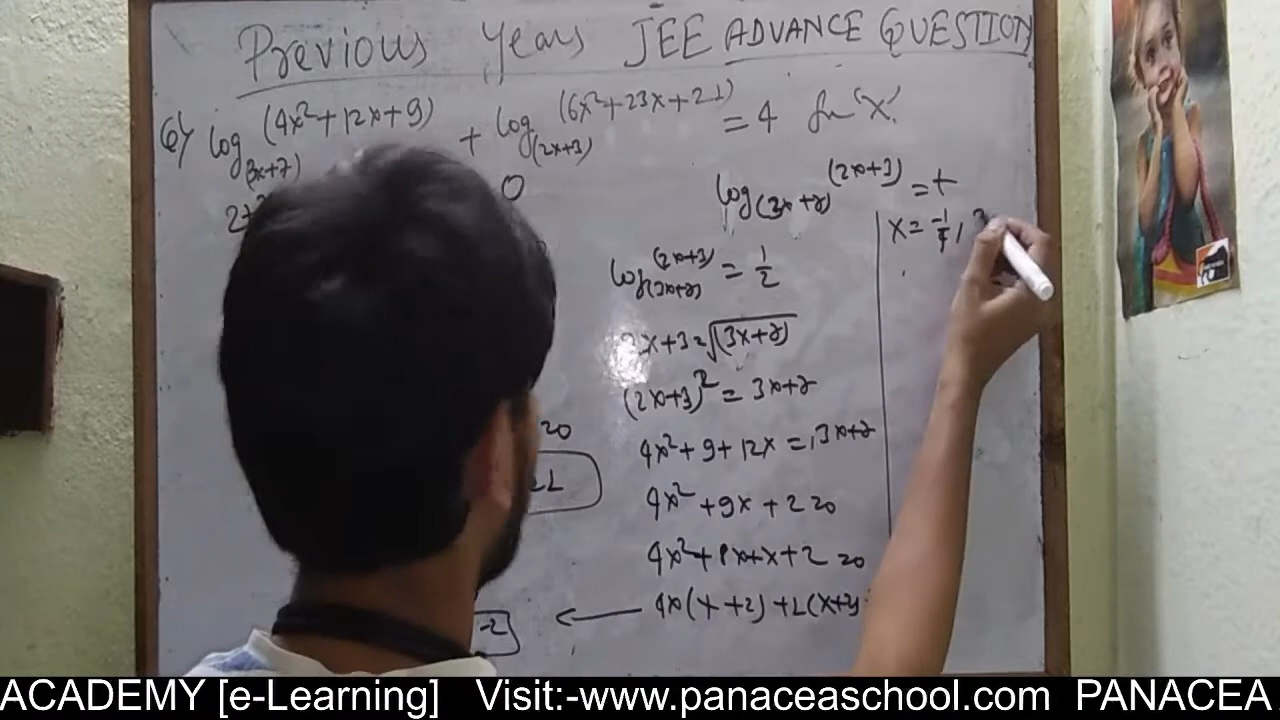 Previous Years JEE ADVANCE QUESTION
Q) log(3x+7) (4x²+12x+9) + log(2x+3) (6x²+23x+21) = 4
0
log(3x+7) (2x+3) = t
x = -1/4,
log(3x+7) (2x+3) = 1/2
2x+3 = √(3x+7)
(2x+3)² = 3x+7
4x²+9+12x = 3x+7
4x²+9x+2=0
4x²+8x+x+2=0
4x(x+2)+1(x+2)
=0
-2
ACADEMY [e-Learning] Visit:-www.panaceaschool.com PANACEA